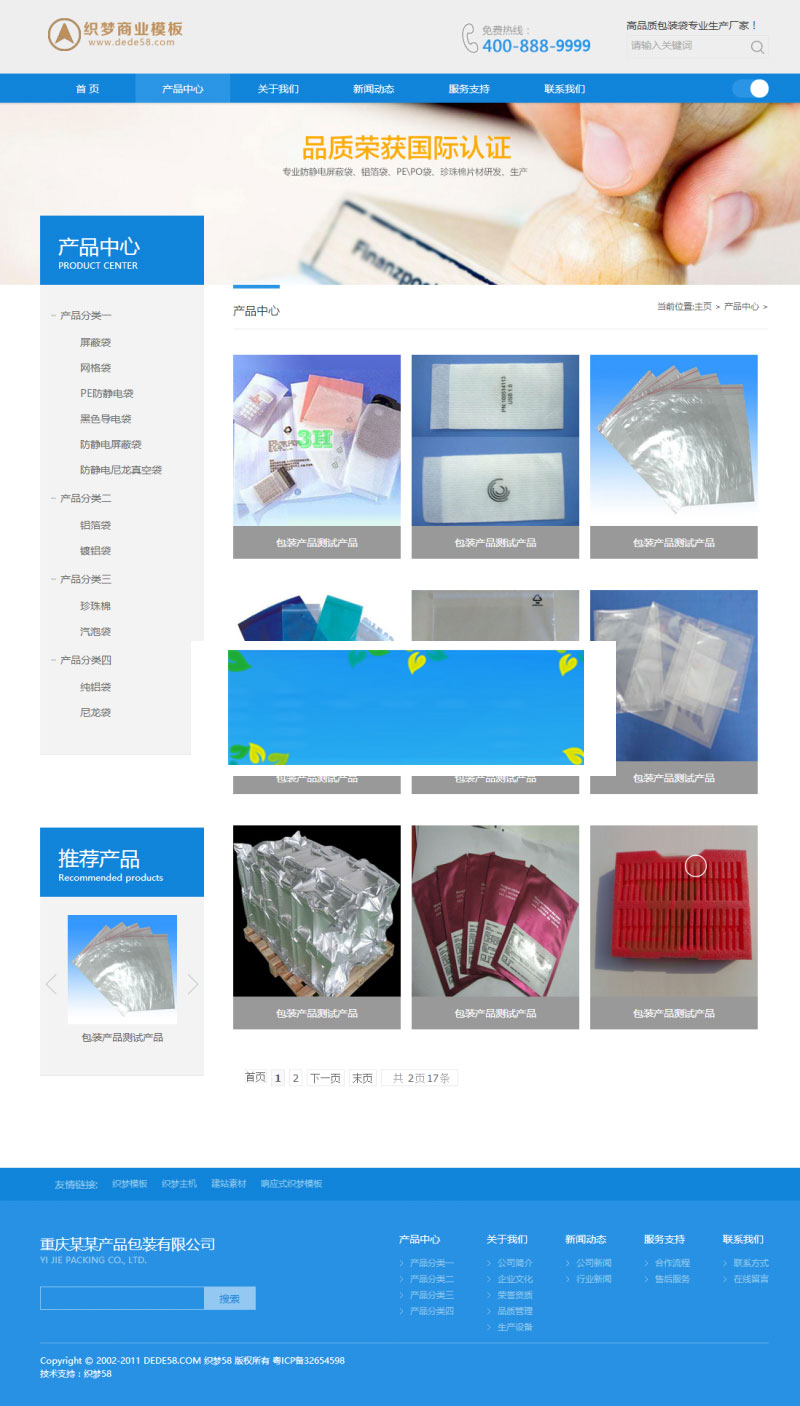 织梦商业模板
www.dede58.com
免费热线：
400-888-9999
高品质包装袋专业生产厂家！
请输入关键词
首 页
产品中心
关于我们
新闻动态
服务支持
联系我们
品质荣获国际认证
专业防静电屏蔽袋、铝箔袋、PE\PO袋、珍珠棉片材研发、生产
Finanzpo
产品中心
PRODUCT CENTER
产品分类一
屏蔽袋
网格袋
PE防静电袋
黑色导电袋
防静电屏蔽袋
防静电尼龙真空袋
产品分类二
铝箔袋
镀铝袋
产品分类三
珍珠棉
汽泡袋
产品分类四
纯铝袋
尼龙袋
产品中心
当前位置:主页 > 产品中心 >
3H
包装产品测试产品
包装产品测试产品
包装产品测试产品
包装产品测试产品
包装产品测试产品
包装产品测试产品
包装产品测试产品
包装产品测试产品
包装产品测试产品
推荐产品
Recommended products
包装产品测试产品
首页 1 2 下一页 末页 共 2页17条
友情链接: 织梦模板 织梦主机 建站素材 响应式织梦模板
重庆某某产品包装有限公司
YI JIE PACKING CO., LTD.
搜索
产品中心
产品分类一
产品分类二
产品分类三
产品分类四
关于我们
公司简介
企业文化
荣誉资质
品质管理
生产设备
新闻动态
公司新闻
行业新闻
服务支持
合作流程
售后服务
联系我们
联系方式
在线留言
Copyright © 2002-2011 DEDE58.COM 织梦58 版权所有 粤ICP备32654598
技术支持：织梦58